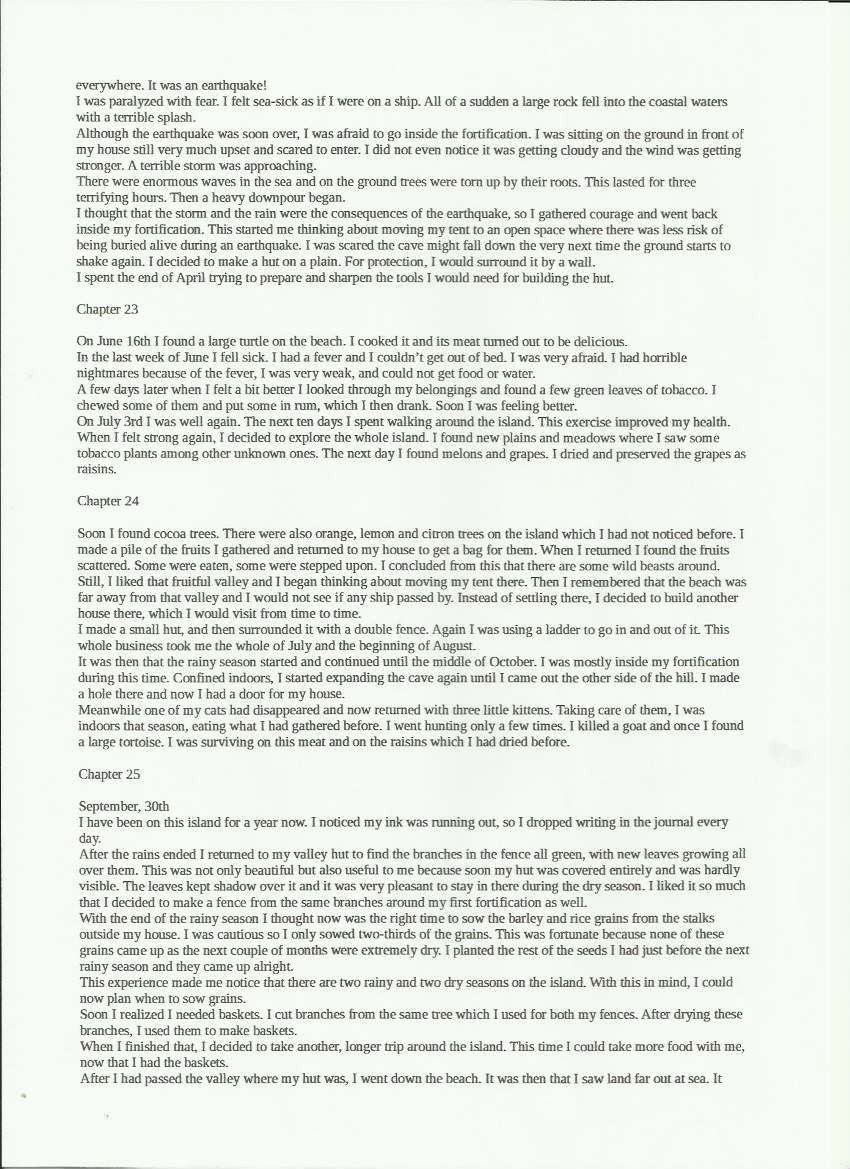 everywhere. It was an earthquake!
I was paralyzed with fear. I felt sea-sick as if I were on a ship. All of a sudden a large rock fell into the coastal waters
with a terrible splash.
Although the earthquake was soon over, I was afraid to go inside the fortification. I was sitting on the ground in front of
my house still very much upset and scared to enter. I did not even notice it was getting cloudy and the wind was getting
stronger. A terrible storm was approaching.
There were enormous waves in the sea and on the ground trees were torn up by their roots. This lasted for three
terrifying hours. Then a heavy downpour began.
I thought that the storm and the rain were the consequences of the earthquake, so I gathered courage and went back
inside my fortification. This started me thinking about moving my tent to an open space where there was less risk of
being buried alive during an earthquake. I was scared the cave might fall down the very next time the ground starts to
shake again. I decided to make a hut on a plain. For protection, I would surround it by a wall.
I spent the end of April trying to prepare and sharpen the tools I would need for building the hut.
Chapter 23
On June 16th I found a large turtle on the beach. I cooked it and its meat turned out to be delicious.
In the last week of June I fell sick. I had a fever and I couldn't get out of bed. I was very afraid. I had horrible
nightmares because of the fever, I was very weak, and could not get food or water.
A few days later when I felt a bit better I looked through my belongings and found a few green leaves of tobacco. I
chewed some of them and put some in rum, which I then drank. Soon I was feeling better.
On July 3rd I was well again. The next ten days I spent walking around the island. This exercise improved my health.
When I felt strong again, I decided to explore the whole island. I found new plains and meadows where I saw some
tobacco plants among other unknown ones. The next day I found melons and grapes. I dried and preserved the grapes as
raisins.
Chapter 24
Soon I found cocoa trees. There were also orange, lemon and citron trees on the island which I had not noticed before. I
made a pile of the fruits I gathered and returned to my house to get a bag for them. When I returned I found the fruits
scattered. Some were eaten, some were stepped upon. I concluded from this that there are some wild beasts around.
Still, I liked that fruitful valley and I began thinking about moving my tent there. Then I remembered that the beach was
far away from that valley and I would not see if any ship passed by. Instead of settling there, I decided to build another
house there, which I would visit from time to time.
I made a small hut, and then surrounded it with a double fence. Again I was using a ladder to go in and out of it. This
whole business took me the whole of July and the beginning of August.
It was then that the rainy season started and continued until the middle of October. I was mostly inside my fortification
during this time. Confined indoors, I started expanding the cave again until I came out the other side of the hill. I made
a hole there and now I had a door for my house.
Meanwhile one of my cats had disappeared and now returned with three little kittens. Taking care of them, I was
indoors that season, eating what I had gathered before. I went hunting only a few times. I killed a goat and once I found
a large tortoise. I was surviving on this meat and on the raisins which I had dried before.
Chapter 25
September, 30th
I have been on this island for a year now. I noticed my ink was running out, so I dropped writing in the journal every
day.
After the rains ended I returned to my valley hut to find the branches in the fence all green, with new leaves growing all
over them. This was not only beautiful but also useful to me because soon my hut was covered entirely and was hardly
visible. The leaves kept shadow over it and it was very pleasant to stay in there during the dry season. I liked it so much
that I decided to make a fence from the same branches around my first fortification as well.
With the end of the rainy season I thought now was the right time to sow the barley and rice grains from the stalks
outside my house. I was cautious so I only sowed two-thirds of the grains. This was fortunate because none of these
grains came up as the next couple of months were extremely dry. I planted the rest of the seeds I had just before the next
rainy season and they came up alright.
This experience made me notice that there are two rainy and two dry seasons on the island. With this in mind, I could
now plan when to sow grains.
Soon I realized I needed baskets. I cut branches from the same tree which I used for both my fences. After drying these
branches, I used them to make baskets.
When I finished that, I decided to take another, longer trip around the island. This time I could take more food with me,
now that I had the baskets.
After I had passed the valley where my hut was, I went down the beach. It was then that I saw land far out at sea. It